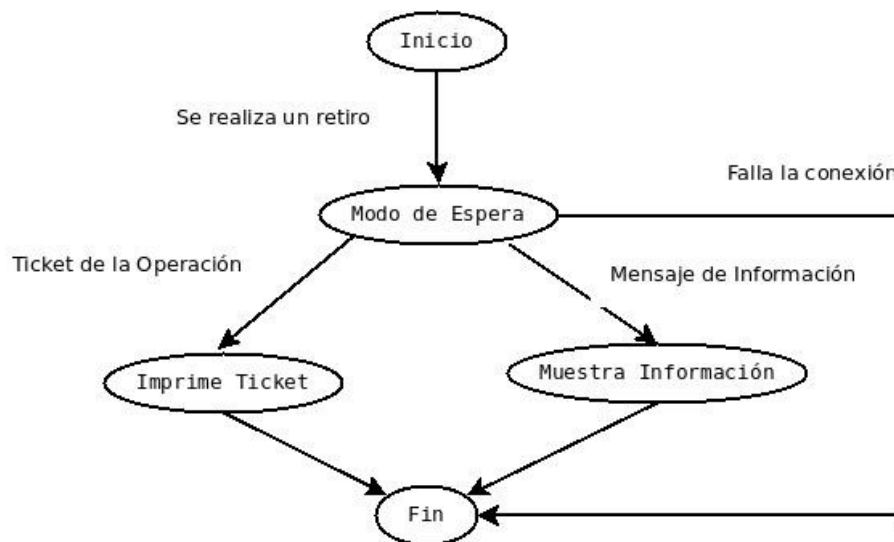 Inicio
Se realiza un retiro
Falla la conexión
Modo de Espera
Ticket de la Operación
Mensaje de Información
Imprime Ticket
Muestra Información
Fin